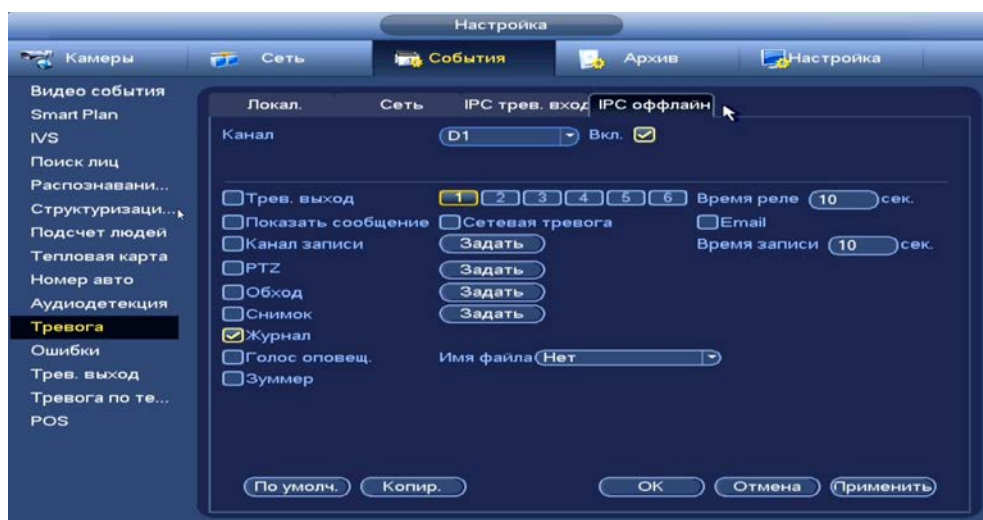 Настройка
Камеры Сеть События Архив Настройка
Видео события
Smart Plan
IVS
Поиск лиц
Распознавани...
Структуризаци...
Подсчет людей
Тепловая карта
Номер авто
Аудиодетекция
Тревога
Ошибки
Трев. выход
Тревога по те...
POS
Локал. Сеть IPC трев. вход IPC оффлайн
Канал D1 Вкл.
Трев. выход 1 2 3 4 5 6 Время реле 10 сек.
Показать сообщение Сетевая тревога Email
Канал записи Задать Время записи 10 сек.
PTZ Задать
Обход Задать
Снимок Задать
Журнал
Голос оповещ. Имя файла Нет
Зуммер
По умолч. Копир. OK Отмена Применить